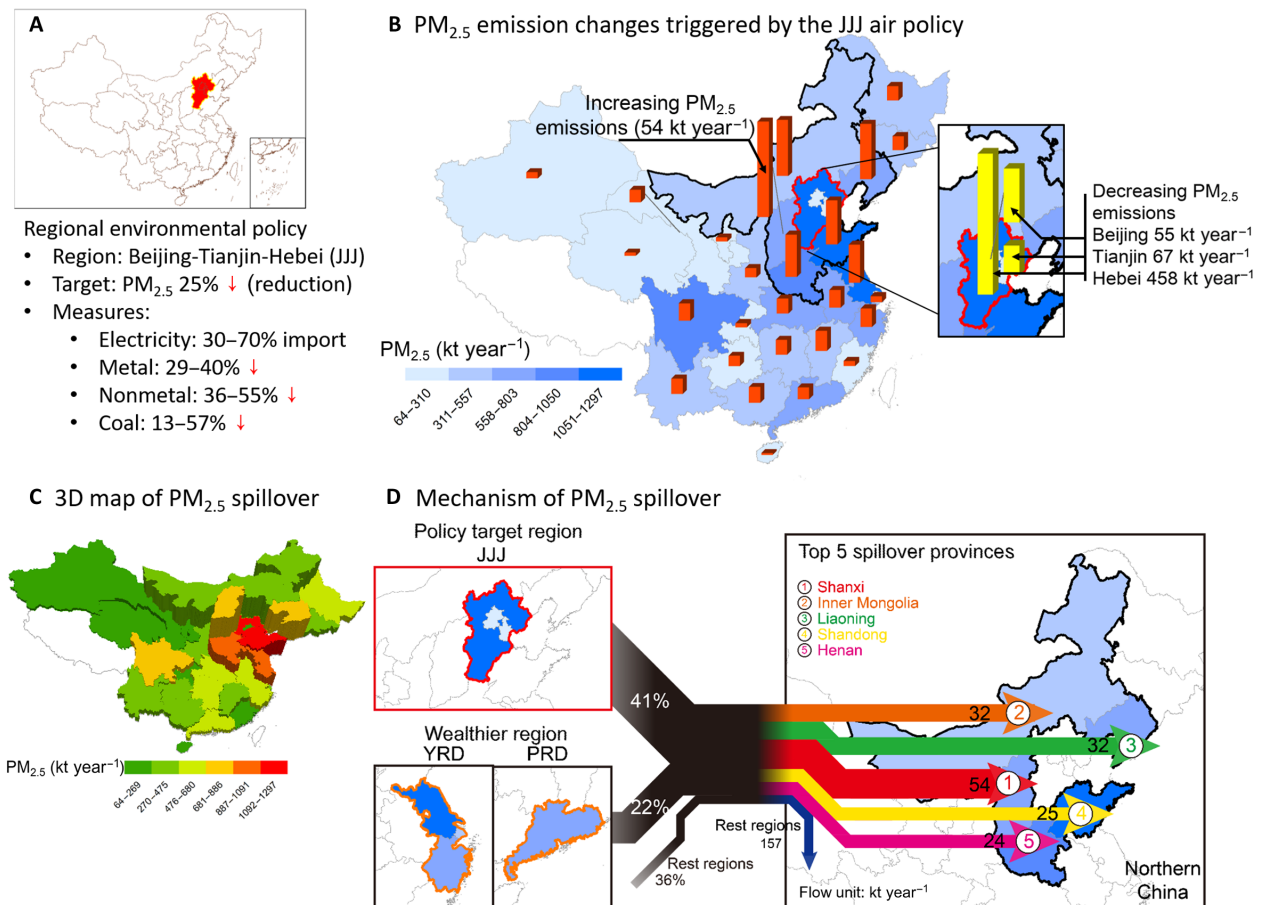 A
Regional environmental policy
• Region: Beijing-Tianjin-Hebei (JJJ)
• Target: PM2.5 25% ↓ (reduction)
• Measures:
• Electricity: 30–70% import
• Metal: 29–40% ↓
• Nonmetal: 36–55% ↓
• Coal: 13–57% ↓
B PM2.5 emission changes triggered by the JJJ air policy
Increasing PM2.5
emissions (54 kt year−1)
Decreasing PM2.5
emissions
Beijing 55 kt year−1
Tianjin 67 kt year−1
Hebei 458 kt year−1
PM2.5 (kt year−1)
64–310
311–557
558–803
804–1050
1051–1297
C 3D map of PM2.5 spillover
PM2.5 (kt year−1)
64–269
270–475
476–680
681–886
887–1091
1092–1297
D Mechanism of PM2.5 spillover
Policy target region
JJJ
Wealthier region
YRD PRD
41%
22%
Rest regions
36%
Rest regions
157
Flow unit: kt year−1
Top 5 spillover provinces
1 Shanxi
2 Inner Mongolia
3 Liaoning
4 Shandong
5 Henan
32 2
32 3
54 1
25 4
24 5
Northern
China